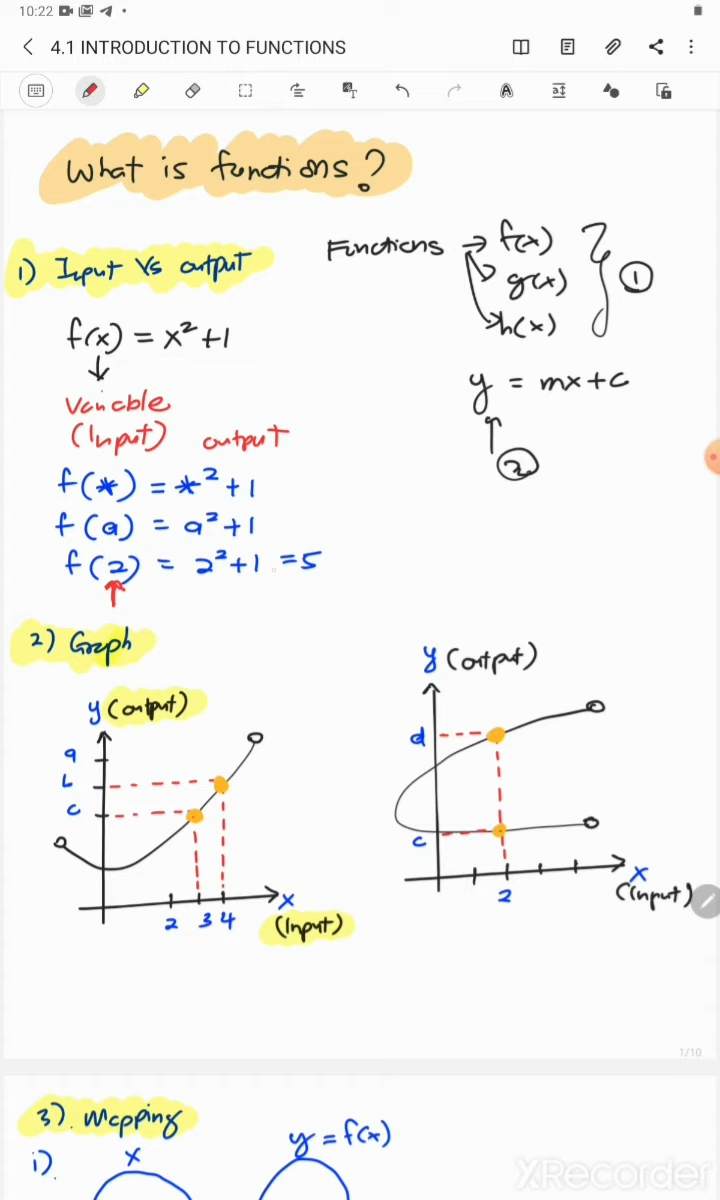 10:22
4.1 INTRODUCTION TO FUNCTIONS
What is functions?
1) Input Vs output
Functions → f(x)
g(x)
h(x)
1
f(x) = x²+1
Variable
(Input) output
y = mx+c
2
f(*) = *²+1
f(a) = a²+1
f(2) = 2²+1 =5
2) Graph
y (output)
a
b
c
2 3 4
x
(Input)
y (output)
d
c
2
x
(Input)
1/10
3). Mapping
i). x
y = f(x)
XRecorder